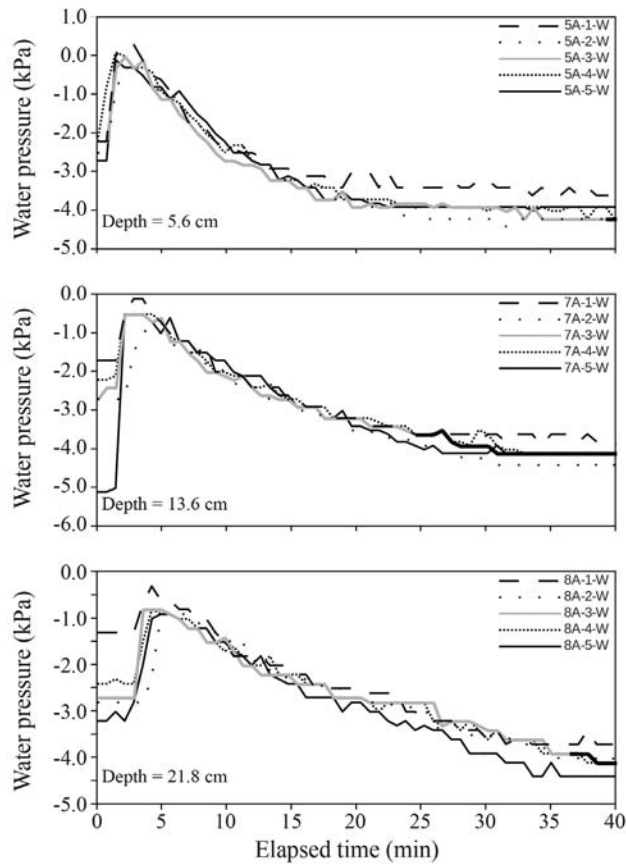 1.0
0.0
-1.0
-2.0
-3.0
-4.0
-5.0
Water pressure (kPa)
5A-1-W
5A-2-W
5A-3-W
5A-4-W
5A-5-W
Depth = 5.6 cm
0.0
-1.0
-2.0
-3.0
-4.0
-5.0
-6.0
Water pressure (kPa)
7A-1-W
7A-2-W
7A-3-W
7A-4-W
7A-5-W
Depth = 13.6 cm
0.0
-1.0
-2.0
-3.0
-4.0
-5.0
Water pressure (kPa)
8A-1-W
8A-2-W
8A-3-W
8A-4-W
8A-5-W
Depth = 21.8 cm
0 5 10 15 20 25 30 35 40
Elapsed time (min)